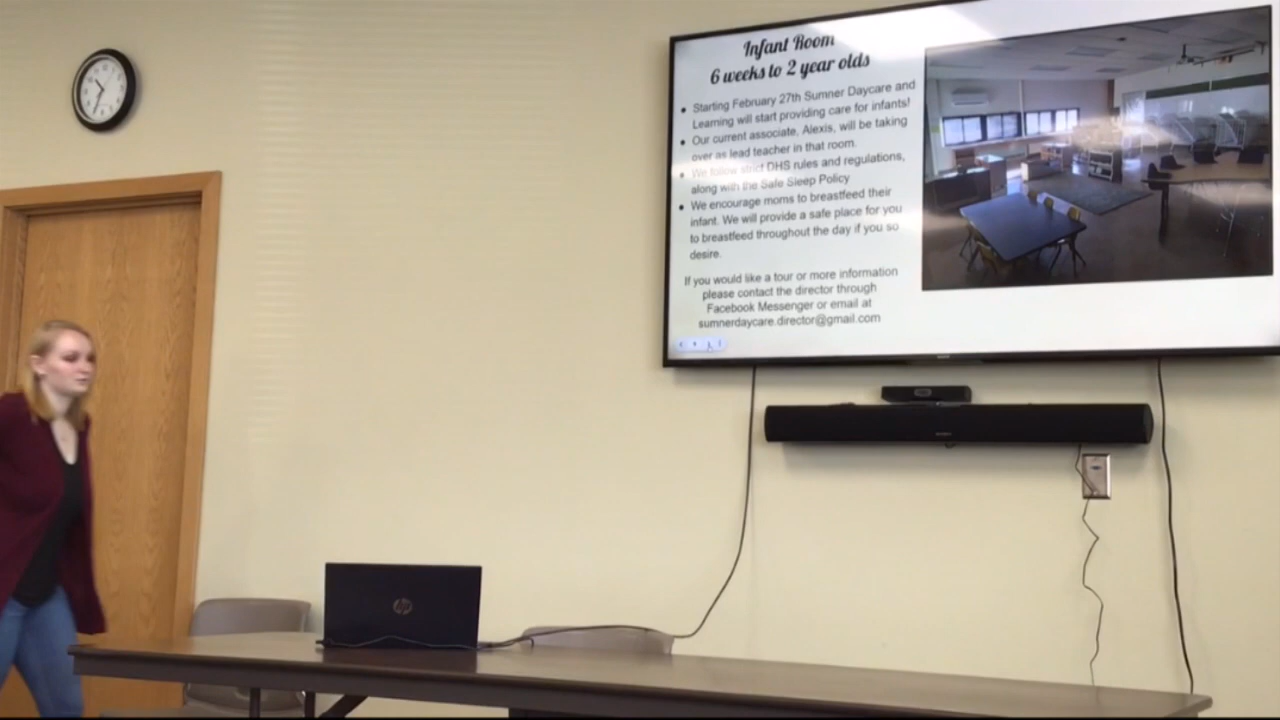 Infant Room
6 weeks to 2 year olds
Starting February 27th Sumner Daycare and
Learning will start providing care for infants!
Our current associate, Alexis, will be taking
over as lead teacher in that room.
We follow strict DHS rules and regulations,
along with the Safe Sleep Policy
We encourage moms to breastfeed their
infant. We will provide a safe place for you
to breastfeed throughout the day if you so
desire.
If you would like a tour or more information
please contact the director through
Facebook Messenger or email at
sumnerdaycare.director@gmail.com
hp